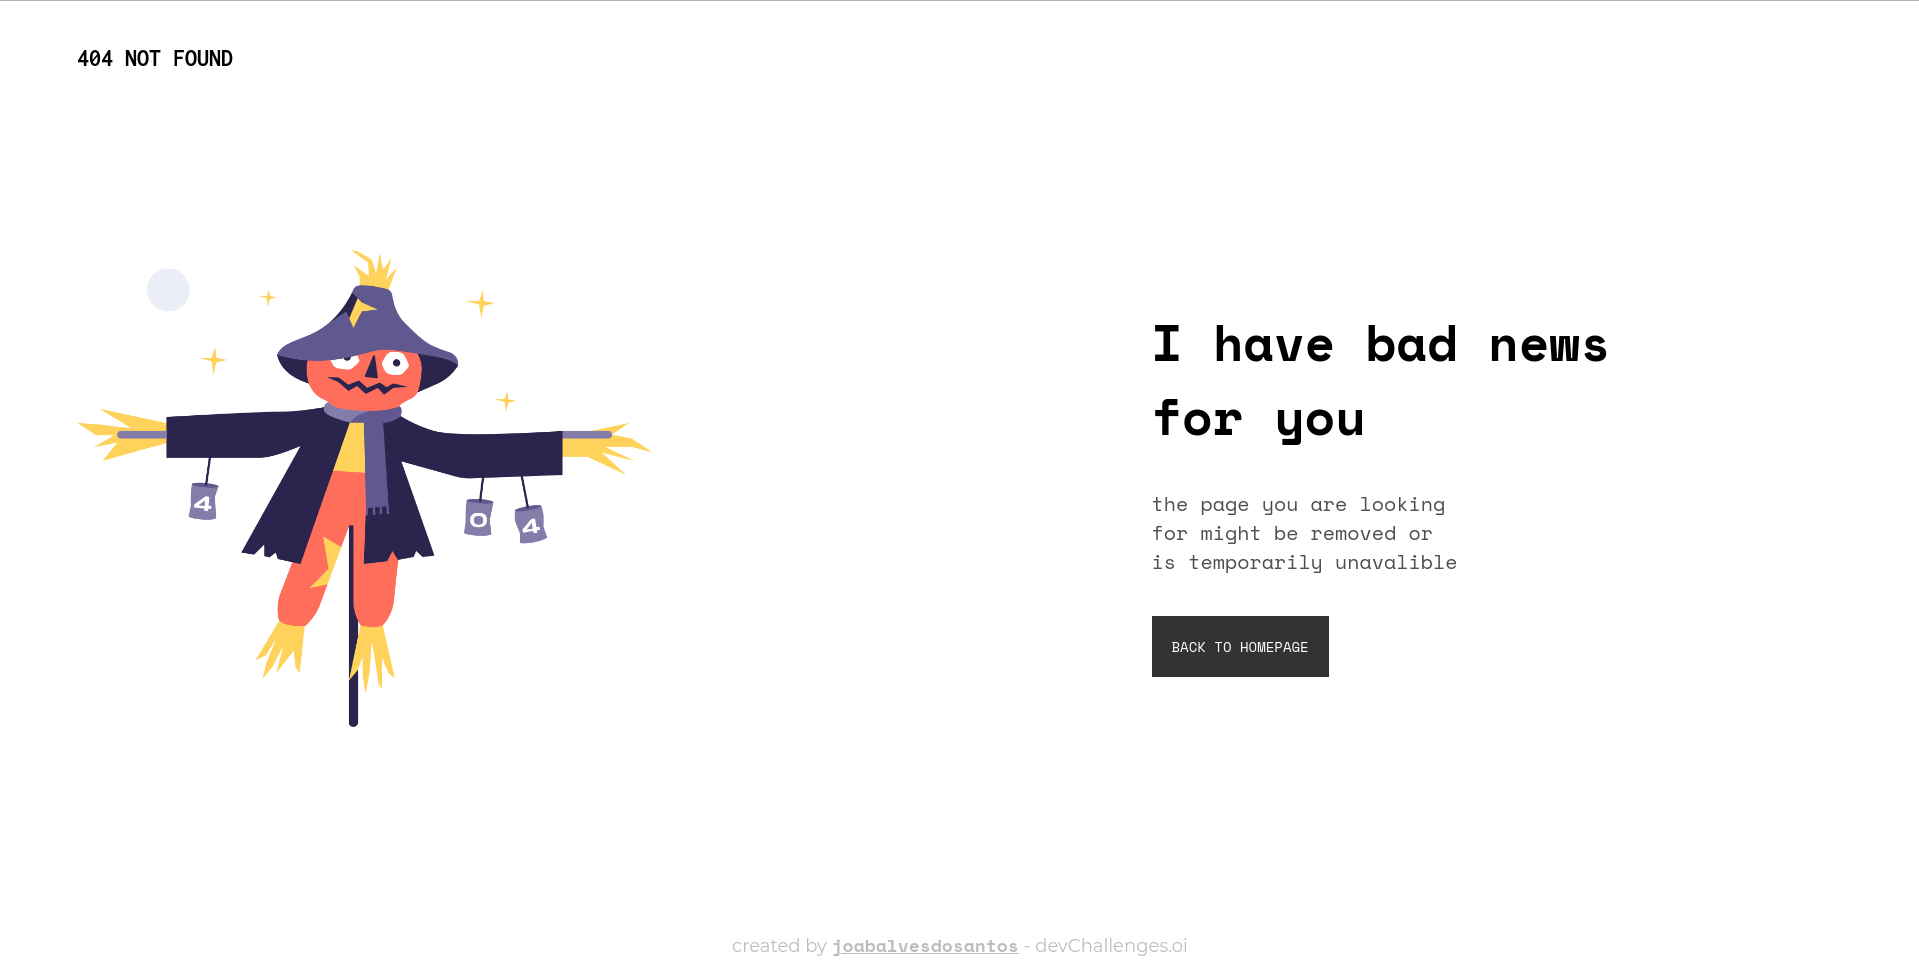 404 NOT FOUND
4
0
4
I have bad news
for you
the page you are looking
for might be removed or
is temporarily unavalible
BACK TO HOMEPAGE
created by joabalvesdosantos - devChallenges.oi